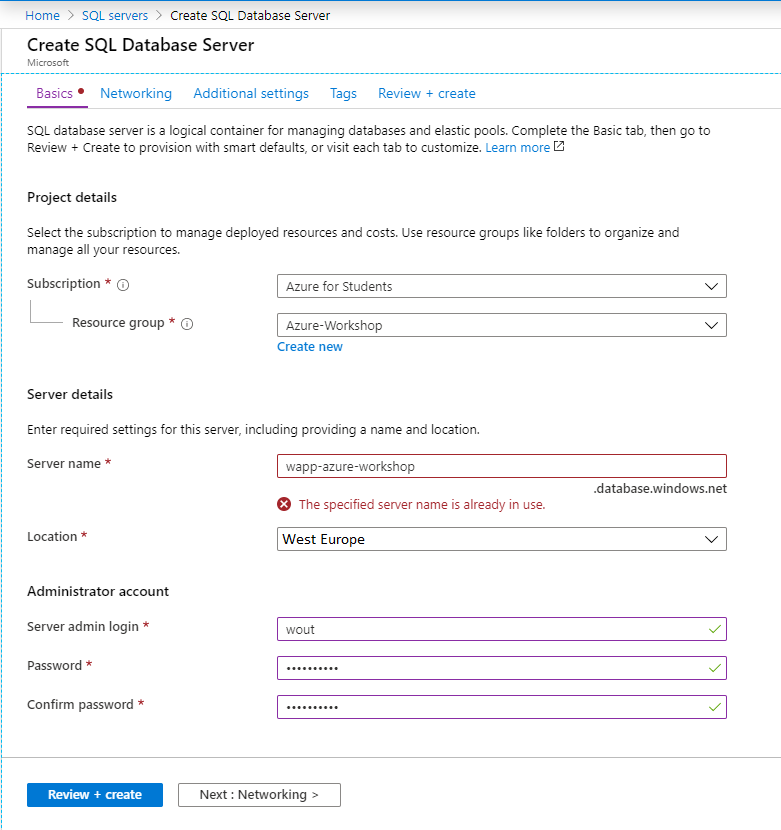 Home > SQL servers > Create SQL Database Server
Create SQL Database Server
Microsoft
Basics Networking Additional settings Tags Review + create
SQL database server is a logical container for managing databases and elastic pools. Complete the Basic tab, then go to
Review + Create to provision with smart defaults, or visit each tab to customize. Learn more
Project details
Select the subscription to manage deployed resources and costs. Use resource groups like folders to organize and
manage all your resources.
Subscription * Azure for Students
Resource group * Azure-Workshop
Create new
Server details
Enter required settings for this server, including providing a name and location.
Server name * wapp-azure-workshop
.database.windows.net
The specified server name is already in use.
Location * West Europe
Administrator account
Server admin login * wout
Password * ••••••••••
Confirm password * ••••••••••
Review + create Next : Networking >